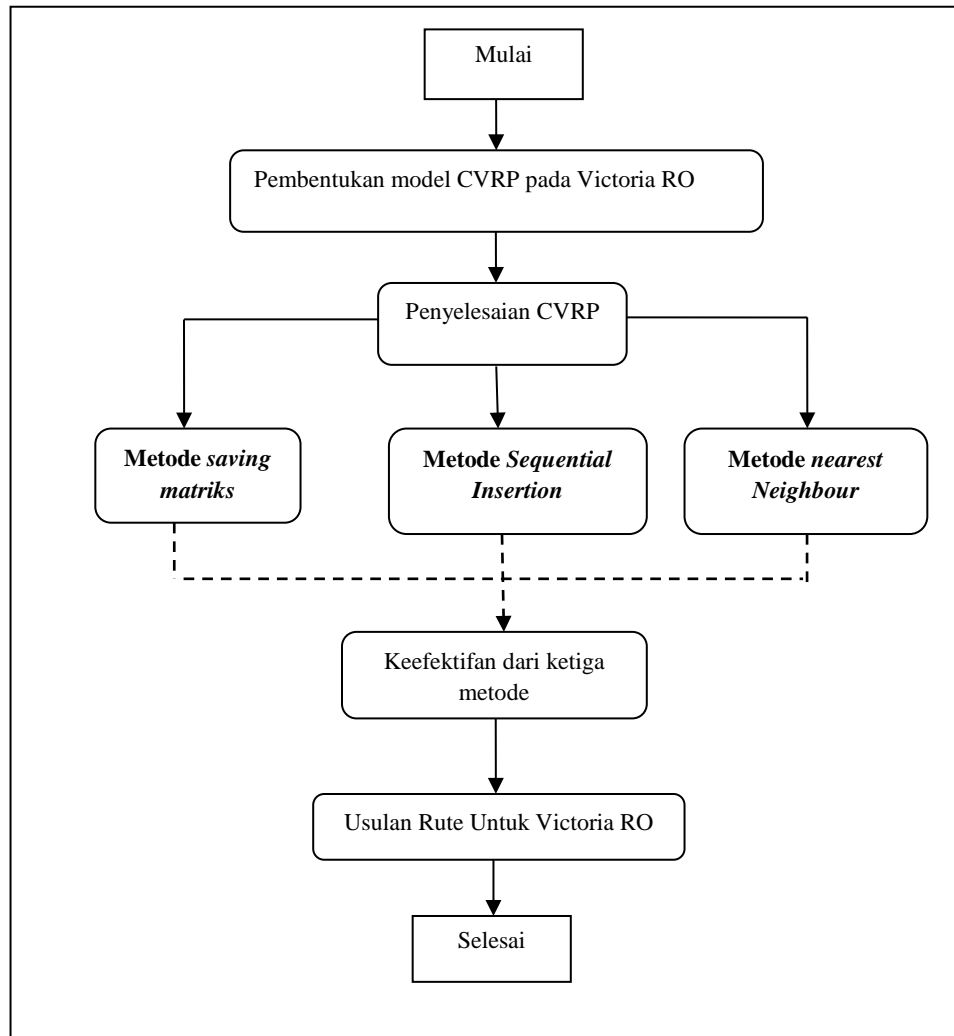 Mulai
Pembentukan model CVRP pada Victoria RO
Penyelesaian CVRP
Metode saving
matriks
Metode Sequential
Insertion
Metode nearest
Neighbour
Keefektifan dari ketiga
metode
Usulan Rute Untuk Victoria RO
Selesai